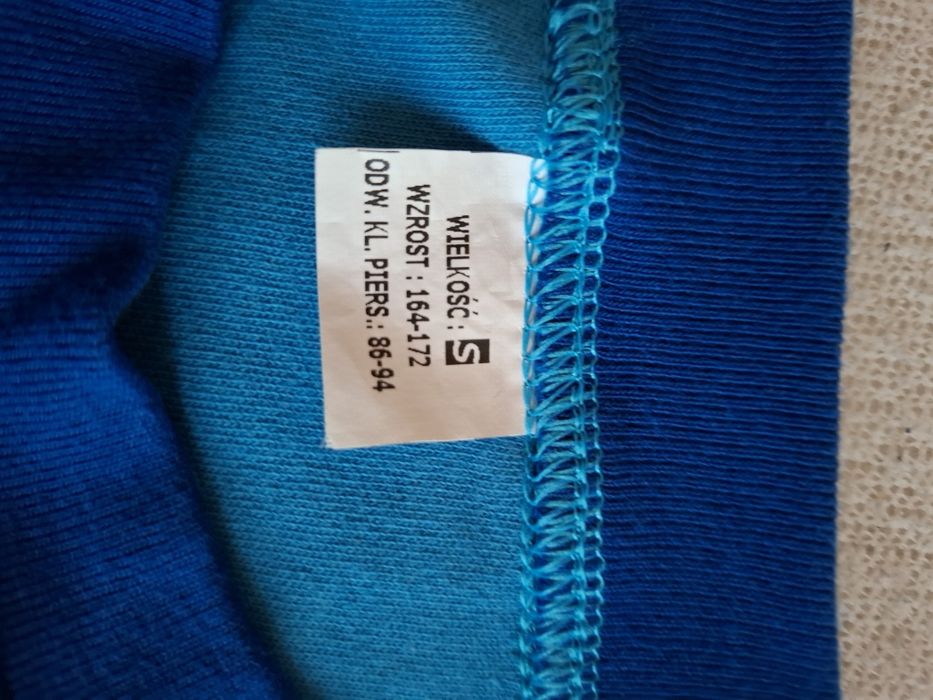 WIELKOŚĆ : S
WZROST : 164-172
ODW. KL. PIERS.: 86-94